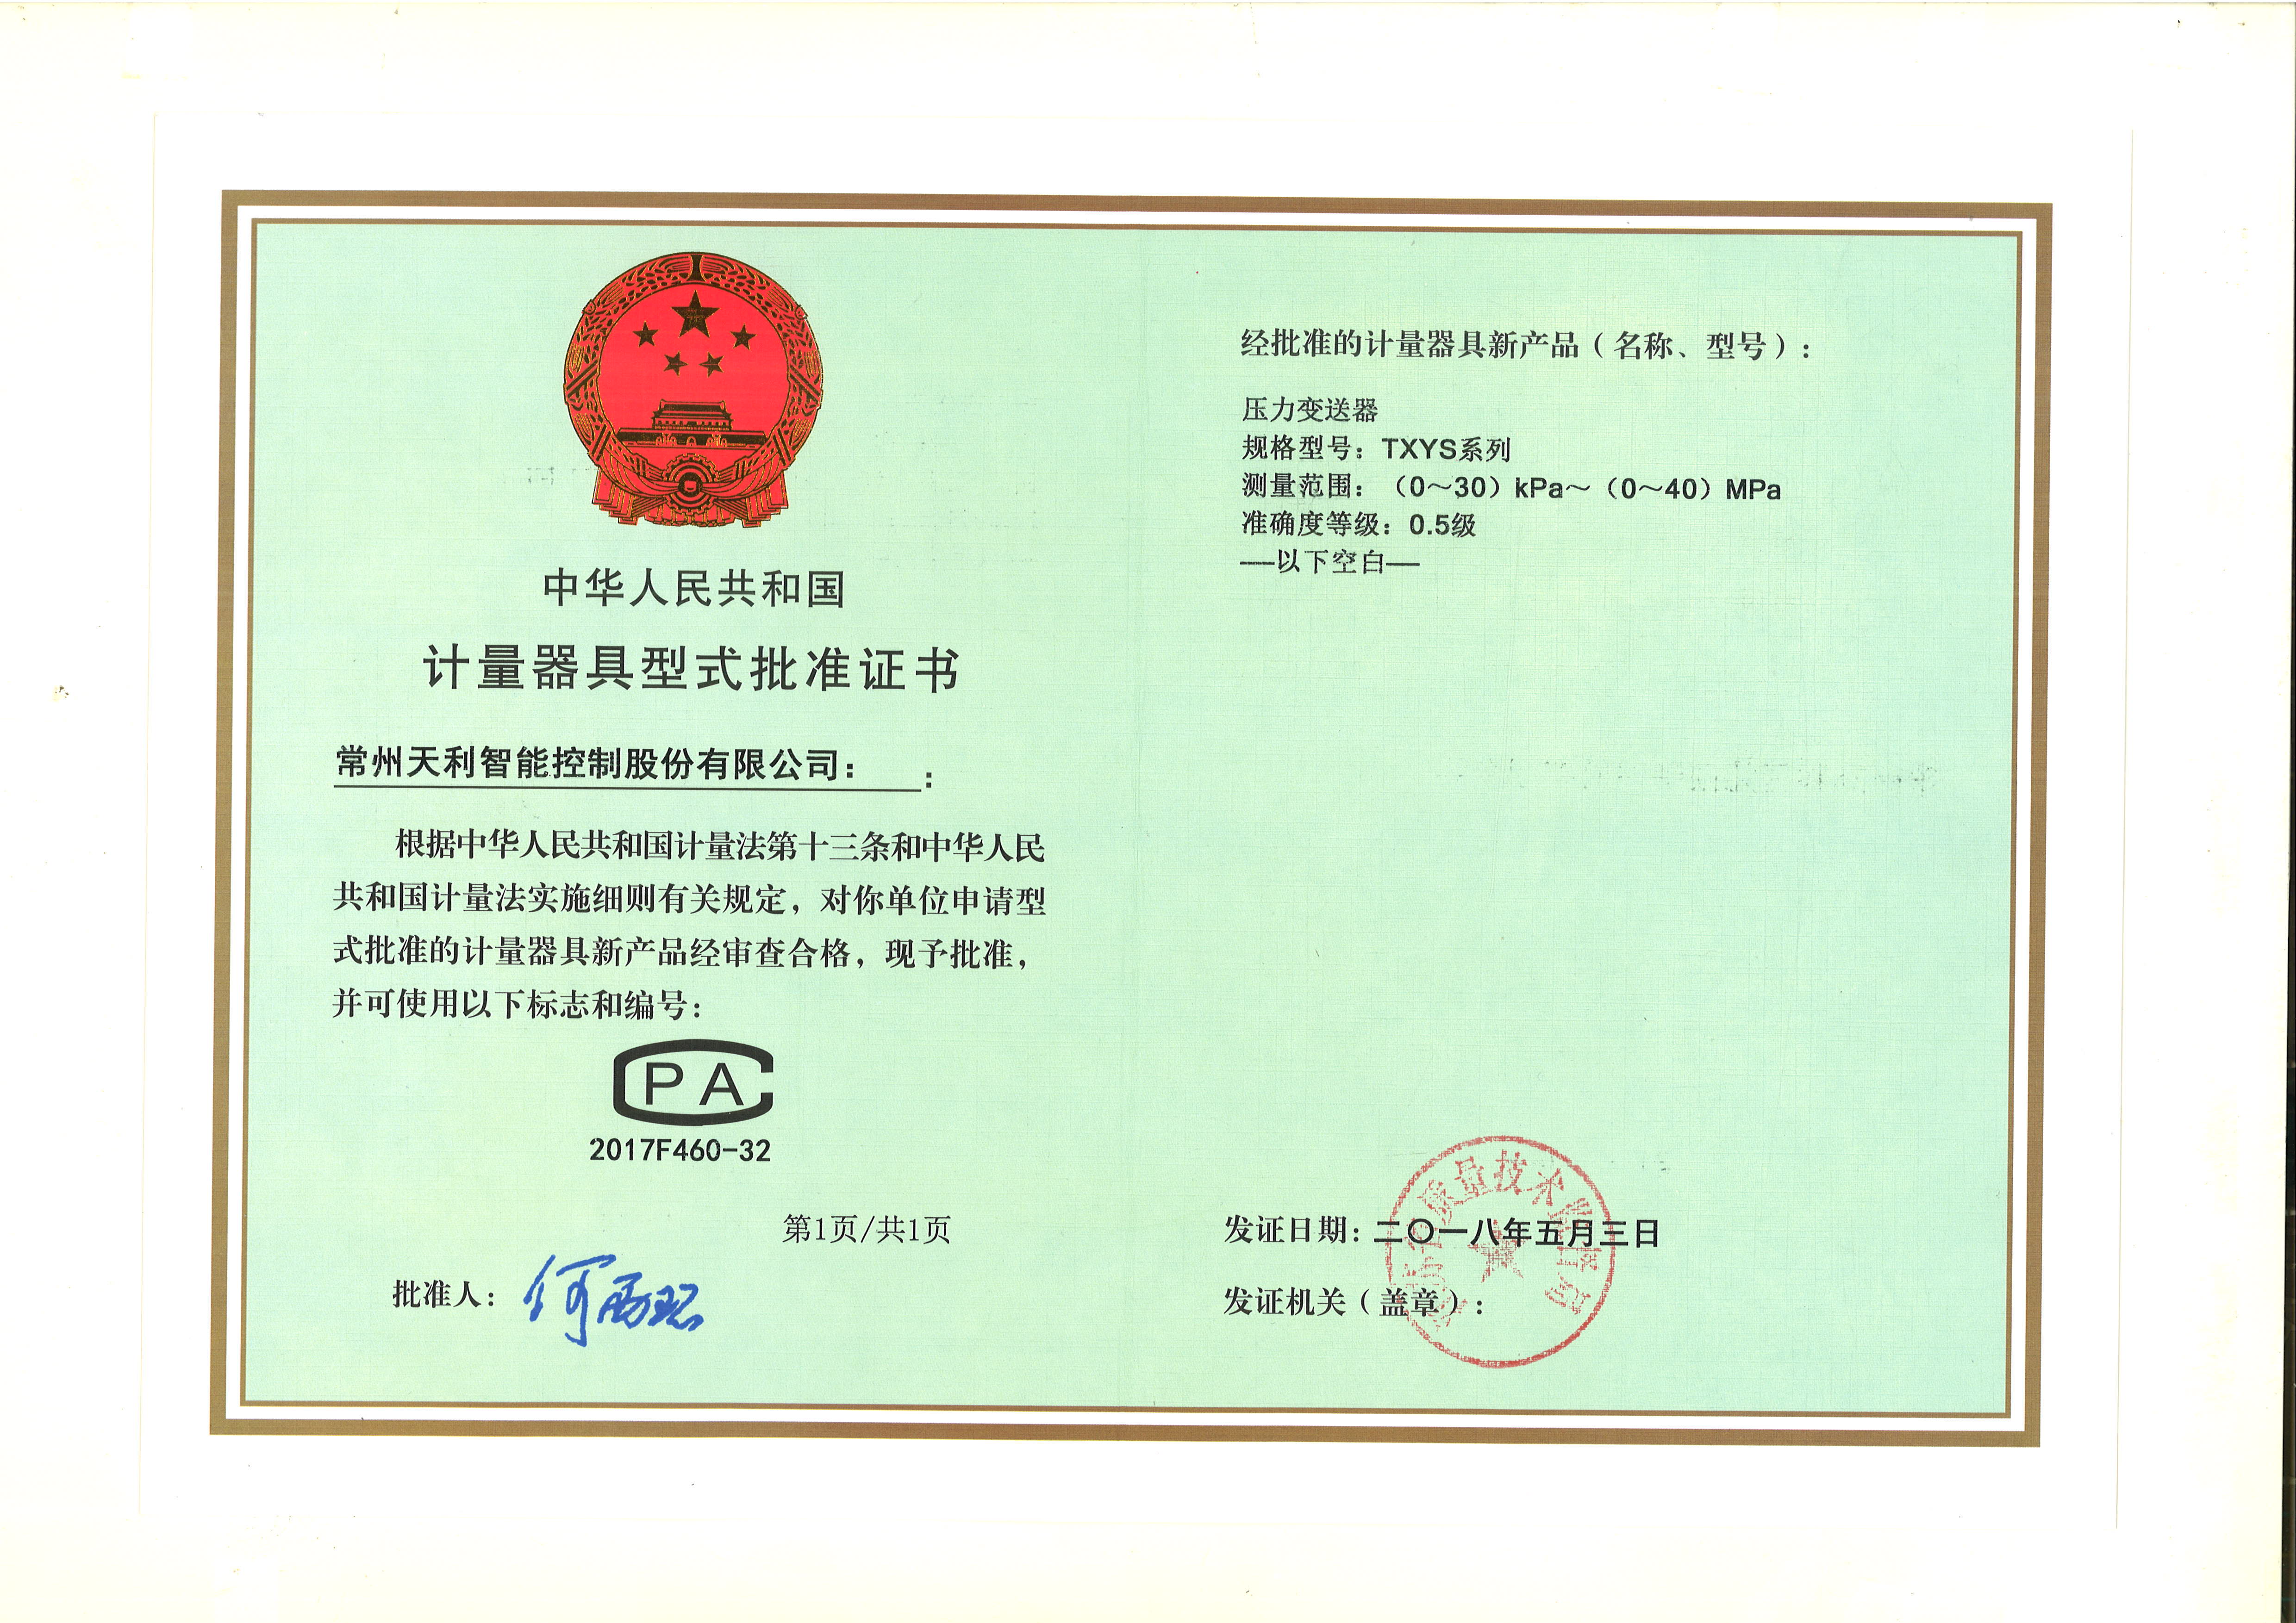 中华人民共和国
计量器具型式批准证书
常州天利智能控制股份有限公司： ：
根据中华人民共和国计量法第十三条和中华人民
共和国计量法实施细则有关规定，对你单位申请型
式批准的计量器具新产品经审查合格，现予批准，
并可使用以下标志和编号：
CPA
2017F460-32
第1页/共1页
批准人：
经批准的计量器具新产品（名称、型号）：
压力变送器
规格型号：TXYS系列
测量范围：（0～30）kPa～（0～40）MPa
准确度等级：0.5级
—以下空白—
质量技术监督局
发证日期：二〇一八年五月三日
发证机关（盖章）：